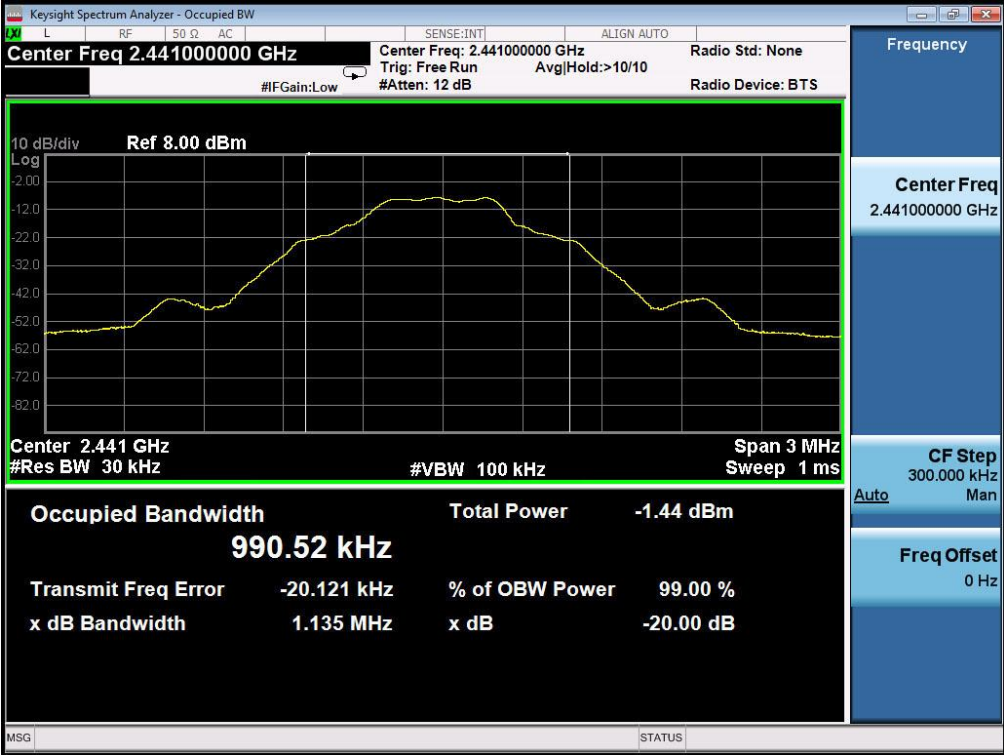 Keysight Spectrum Analyzer - Occupied BW
LXI L RF 50 Ω AC SENSE:INT ALIGN AUTO
Center Freq 2.441000000 GHz
Center Freq: 2.441000000 GHz Radio Std: None
Trig: Free Run Avg|Hold:>10/10
#IFGain:Low #Atten: 12 dB Radio Device: BTS
10 dB/div Ref 8.00 dBm
Log
-2.00
-12.0
-22.0
-32.0
-42.0
-52.0
-62.0
-72.0
-82.0
Center 2.441 GHz Span 3 MHz
#Res BW 30 kHz #VBW 100 kHz Sweep 1 ms
Occupied Bandwidth Total Power -1.44 dBm
990.52 kHz
Transmit Freq Error -20.121 kHz % of OBW Power 99.00 %
x dB Bandwidth 1.135 MHz x dB -20.00 dB
Frequency
Center Freq
2.441000000 GHz
CF Step
300.000 kHz
Auto Man
Freq Offset
0 Hz
MSG STATUS